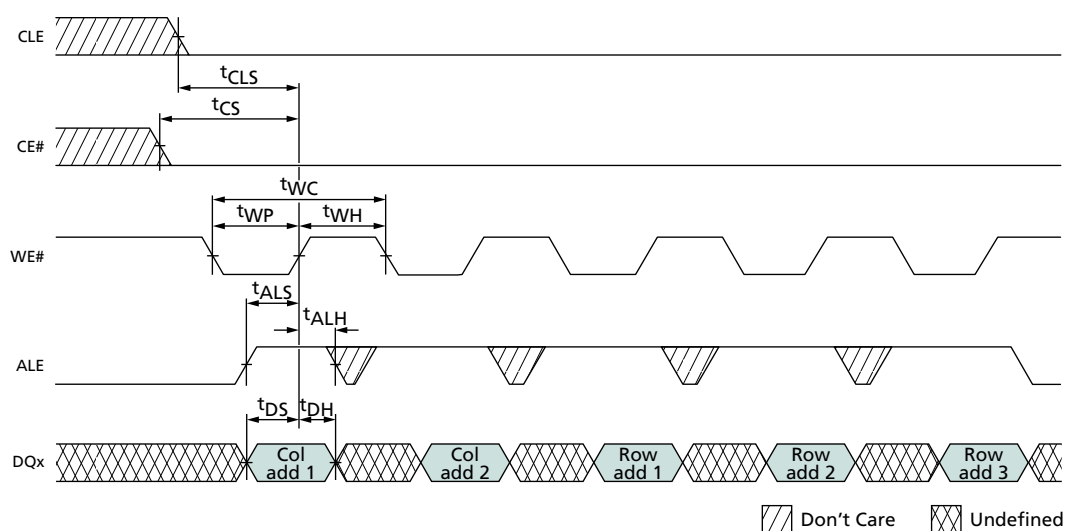 CLE
tCLS
tCS
CE#
tWC
tWP
tWH
WE#
tALS
tALH
ALE
tDS
tDH
DQx
Col
add 1
Col
add 2
Row
add 1
Row
add 2
Row
add 3
Don't Care
Undefined